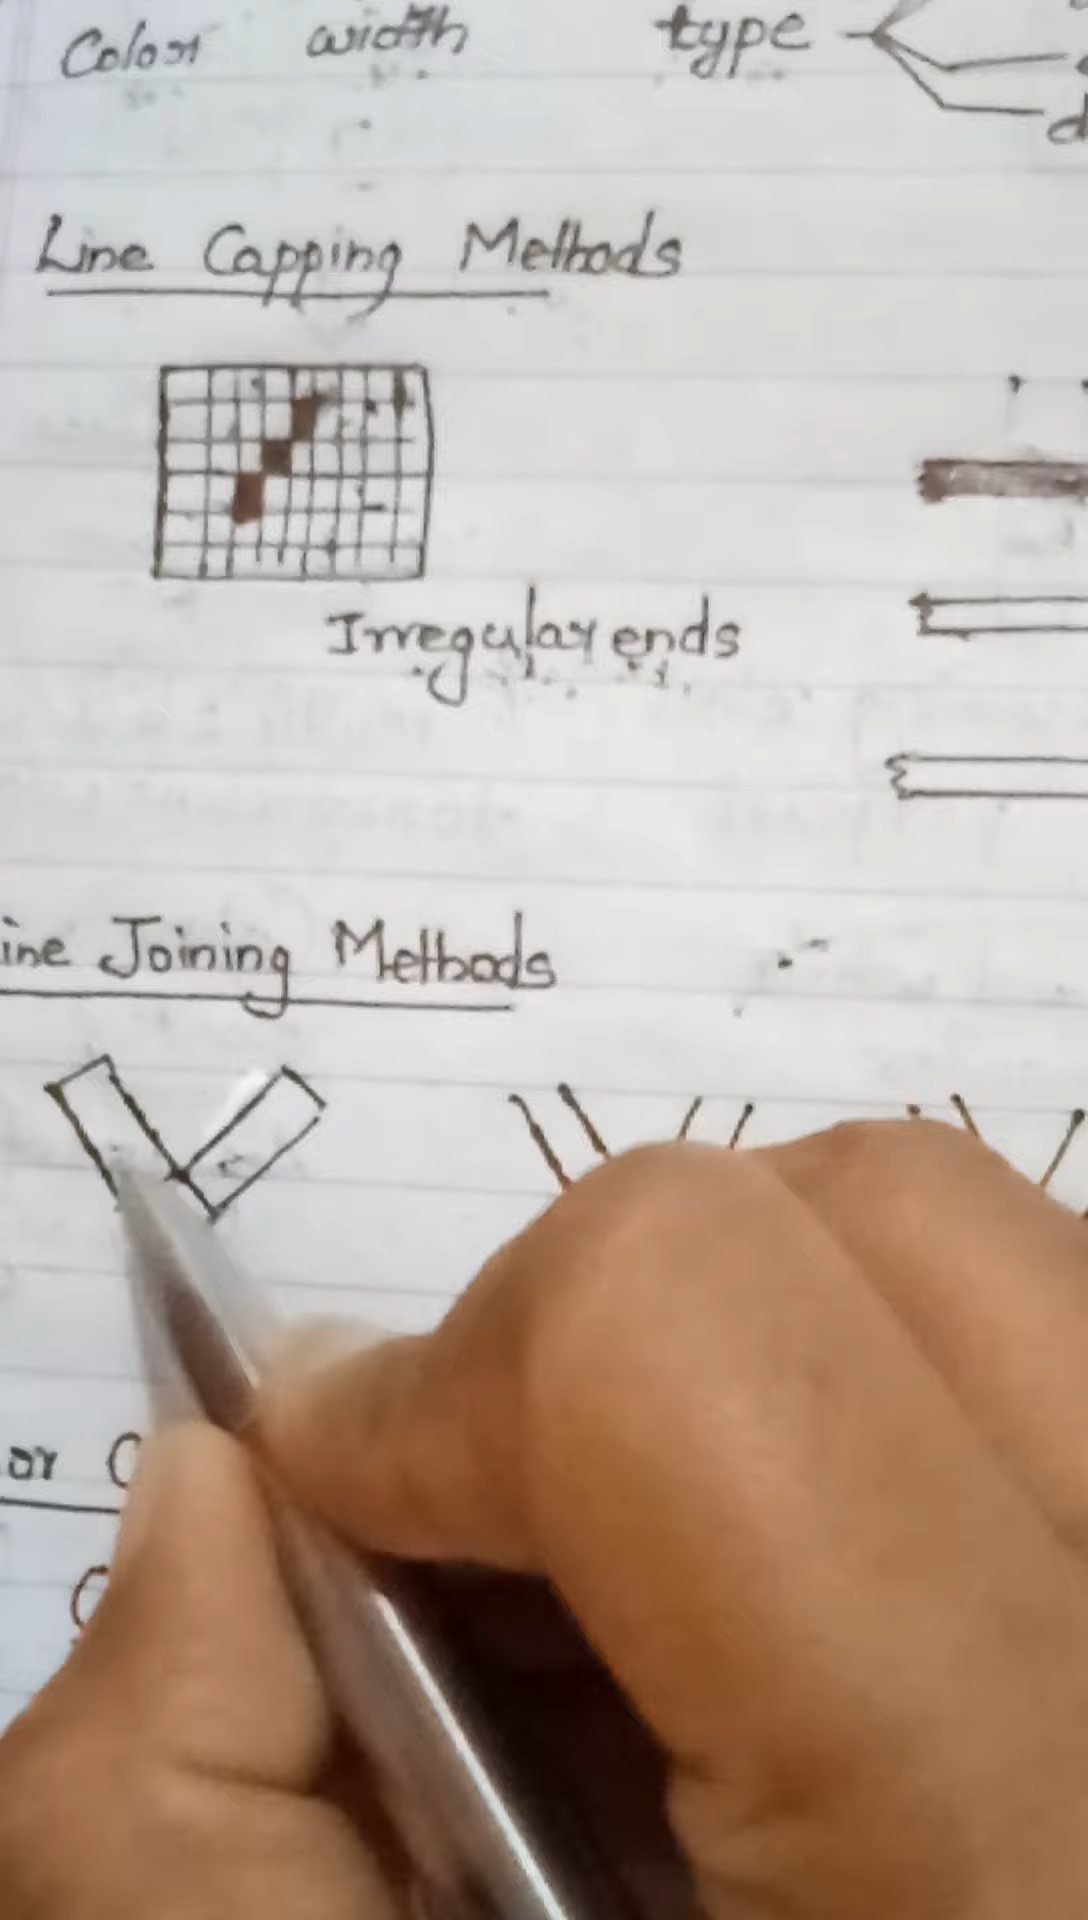 Color width type
Line Capping Methods
Irregular ends
ine Joining Methods
or